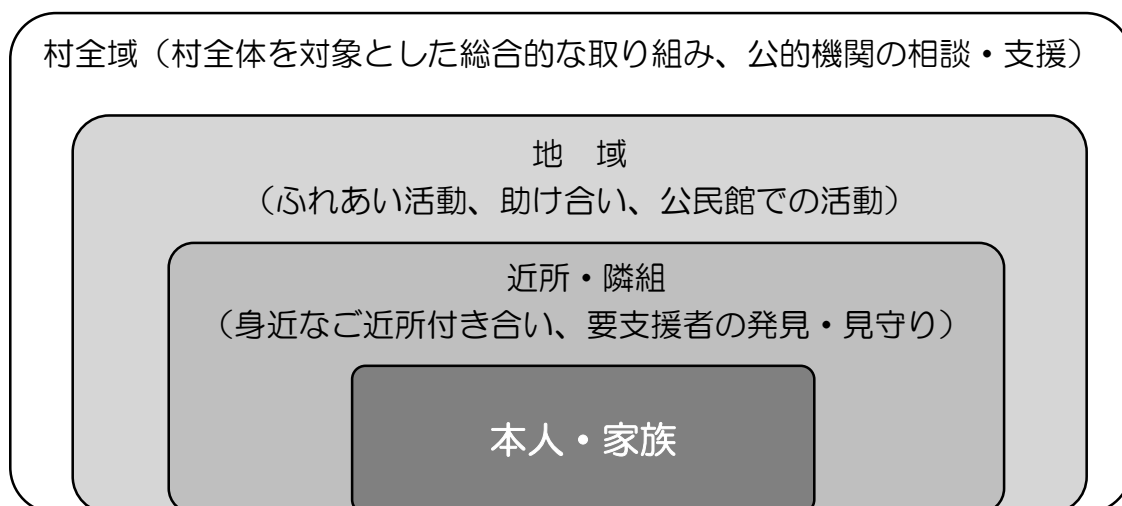 村全域（村全体を対象とした総合的な取り組み、公的機関の相談・支援）
地　域
（ふれあい活動、助け合い、公民館での活動）
近所・隣組
（身近なご近所付き合い、要支援者の発見・見守り）
本人・家族